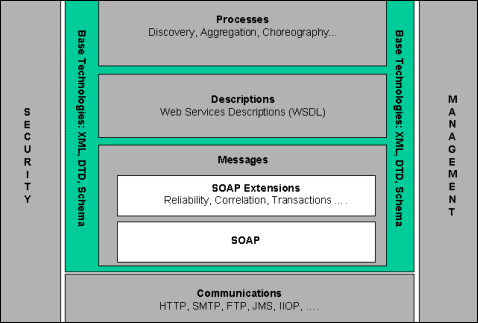 Processes
Discovery, Aggregation, Choreography...
Descriptions
Web Services Descriptions (WSDL)
Messages
SOAP Extensions
Reliability, Correlation, Transactions ....
SOAP
Communications
HTTP, SMTP, FTP, JMS, IIOP, ....
Base Technologies: XML, DTD, Schema
Base Technologies: XML, DTD, Schema
SECURITY
MANAGEMENT